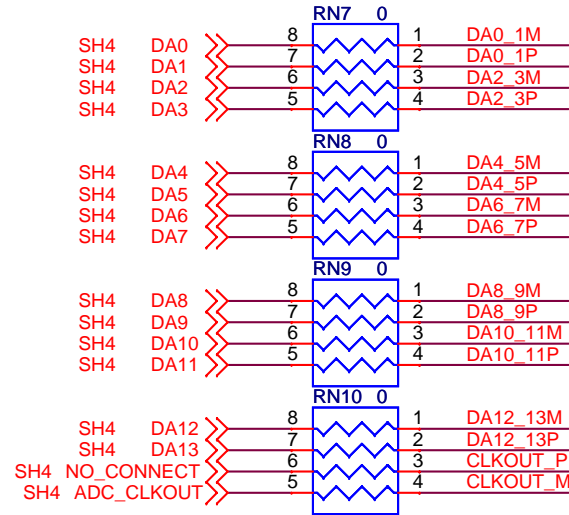 RN7 0
SH4 DA0 8 1 DA0_1M
SH4 DA1 7 2 DA0_1P
SH4 DA2 6 3 DA2_3M
SH4 DA3 5 4 DA2_3P
RN8 0
SH4 DA4 8 1 DA4_5M
SH4 DA5 7 2 DA4_5P
SH4 DA6 6 3 DA6_7M
SH4 DA7 5 4 DA6_7P
RN9 0
SH4 DA8 8 1 DA8_9M
SH4 DA9 7 2 DA8_9P
SH4 DA10 6 3 DA10_11M
SH4 DA11 5 4 DA10_11P
RN10 0
SH4 DA12 8 1 DA12_13M
SH4 DA13 7 2 DA12_13P
SH4 NO_CONNECT 6 3 CLKOUT_P
SH4 ADC_CLKOUT 5 4 CLKOUT_M